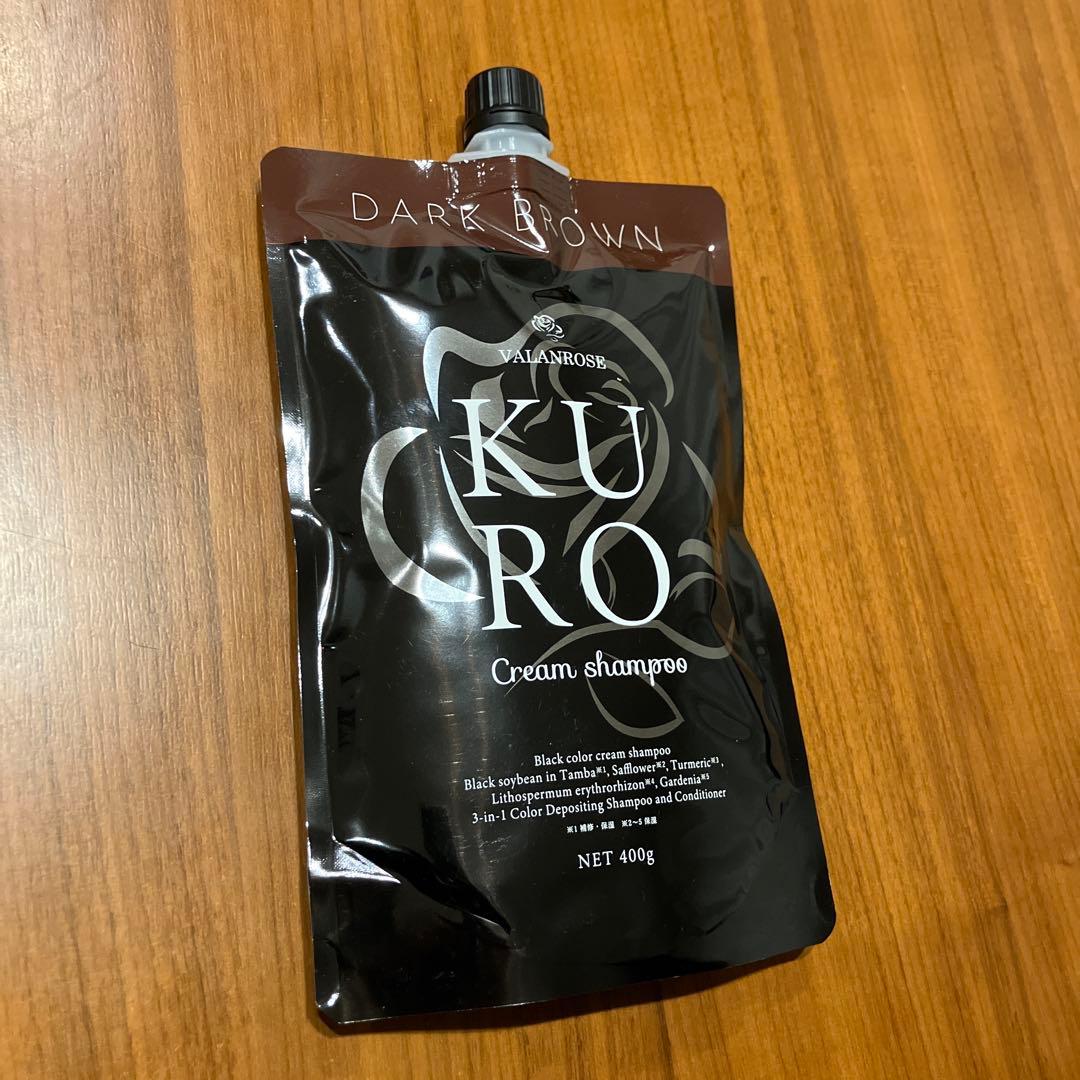 DARK BROWN
VALANROSE
KU
RO
Cream shampoo
Black color cream shampoo
Black soybean in Tamba※1, Safflower※2, Turmeric※3,
Lithospermum erythrorhizon※4, Gardenia※5
3-in-1 Color Depositing Shampoo and Conditioner
※1 補修・保湿 ※2〜5 保湿
NET 400g